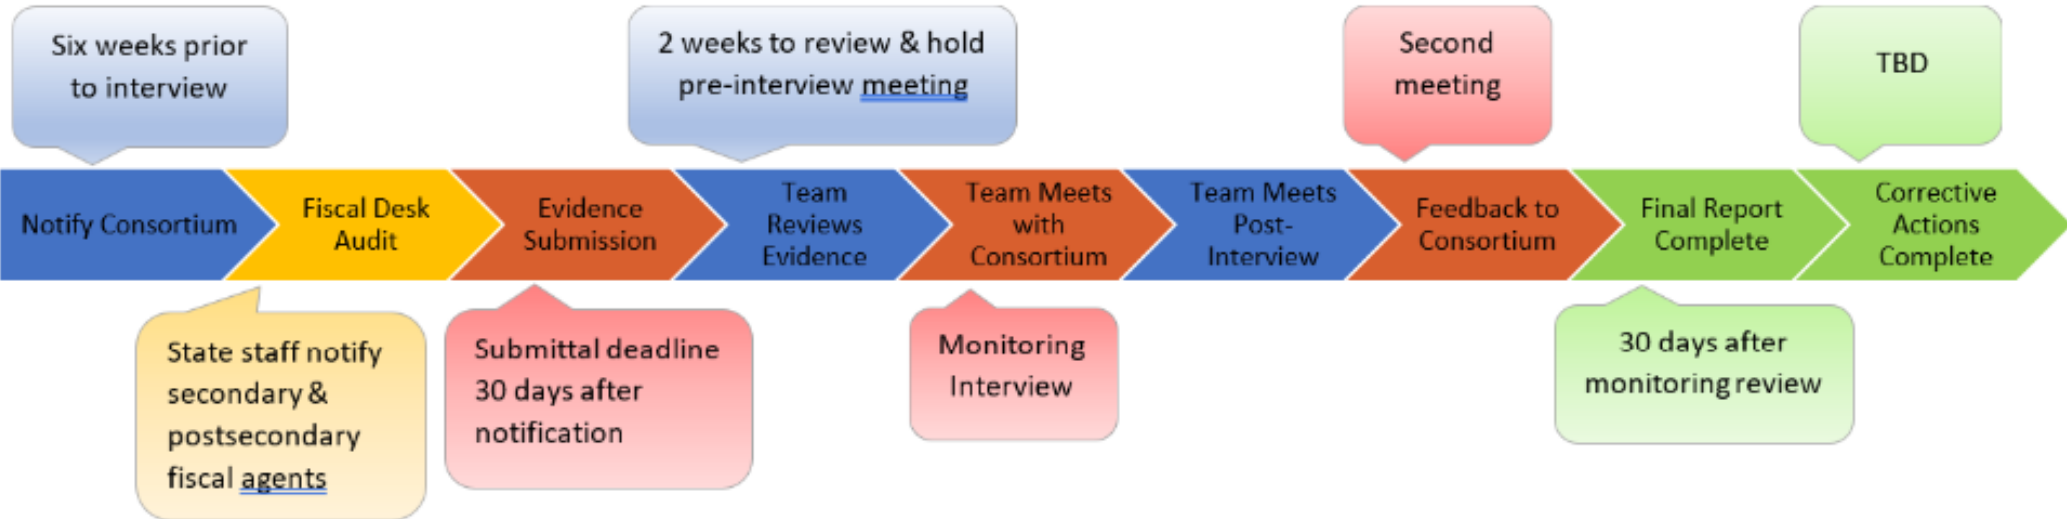 Six weeks prior
to interview
2 weeks to review & hold
pre-interview meeting
Second
meeting
TBD
Notify Consortium
Fiscal Desk
Audit
Evidence
Submission
Team
Reviews
Evidence
Team Meets
with
Consortium
Team Meets
Post-
Interview
Feedback to
Consortium
Final Report
Complete
Corrective
Actions
Complete
State staff notify
secondary &
postsecondary
fiscal agents
Submittal deadline
30 days after
notification
Monitoring
Interview
30 days after
monitoring review